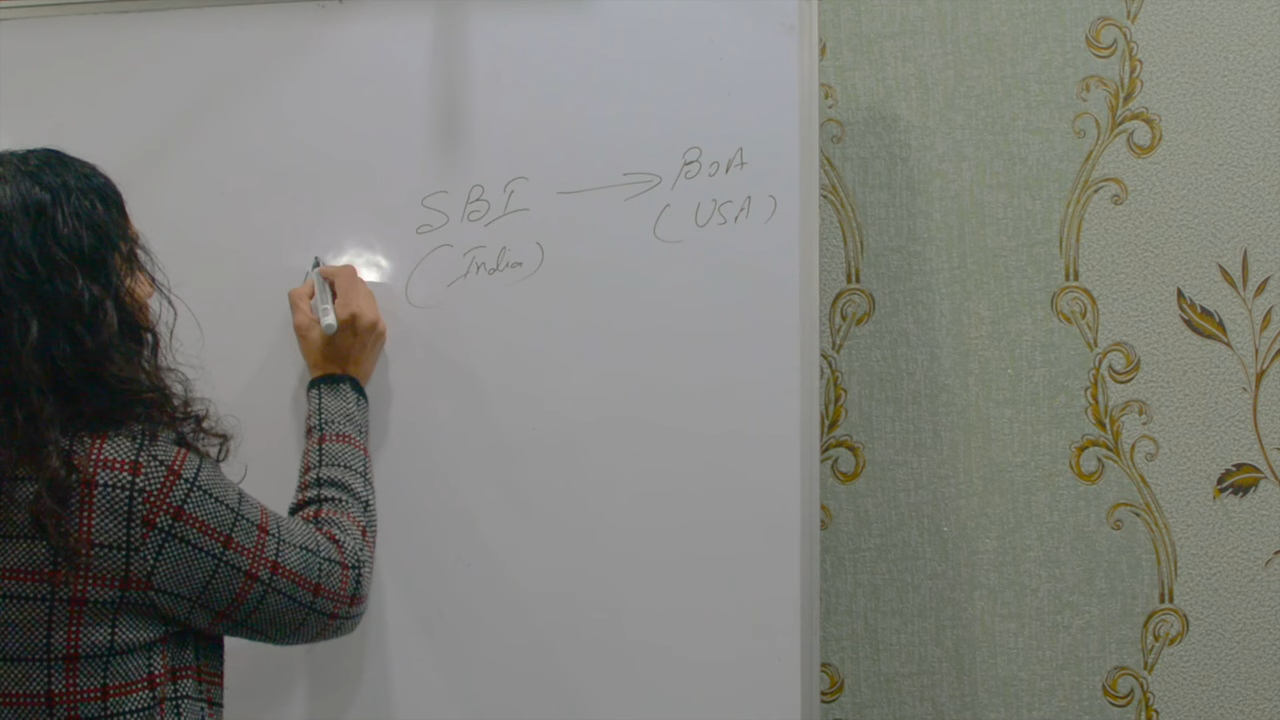 SBI → BOA
(India) (USA)